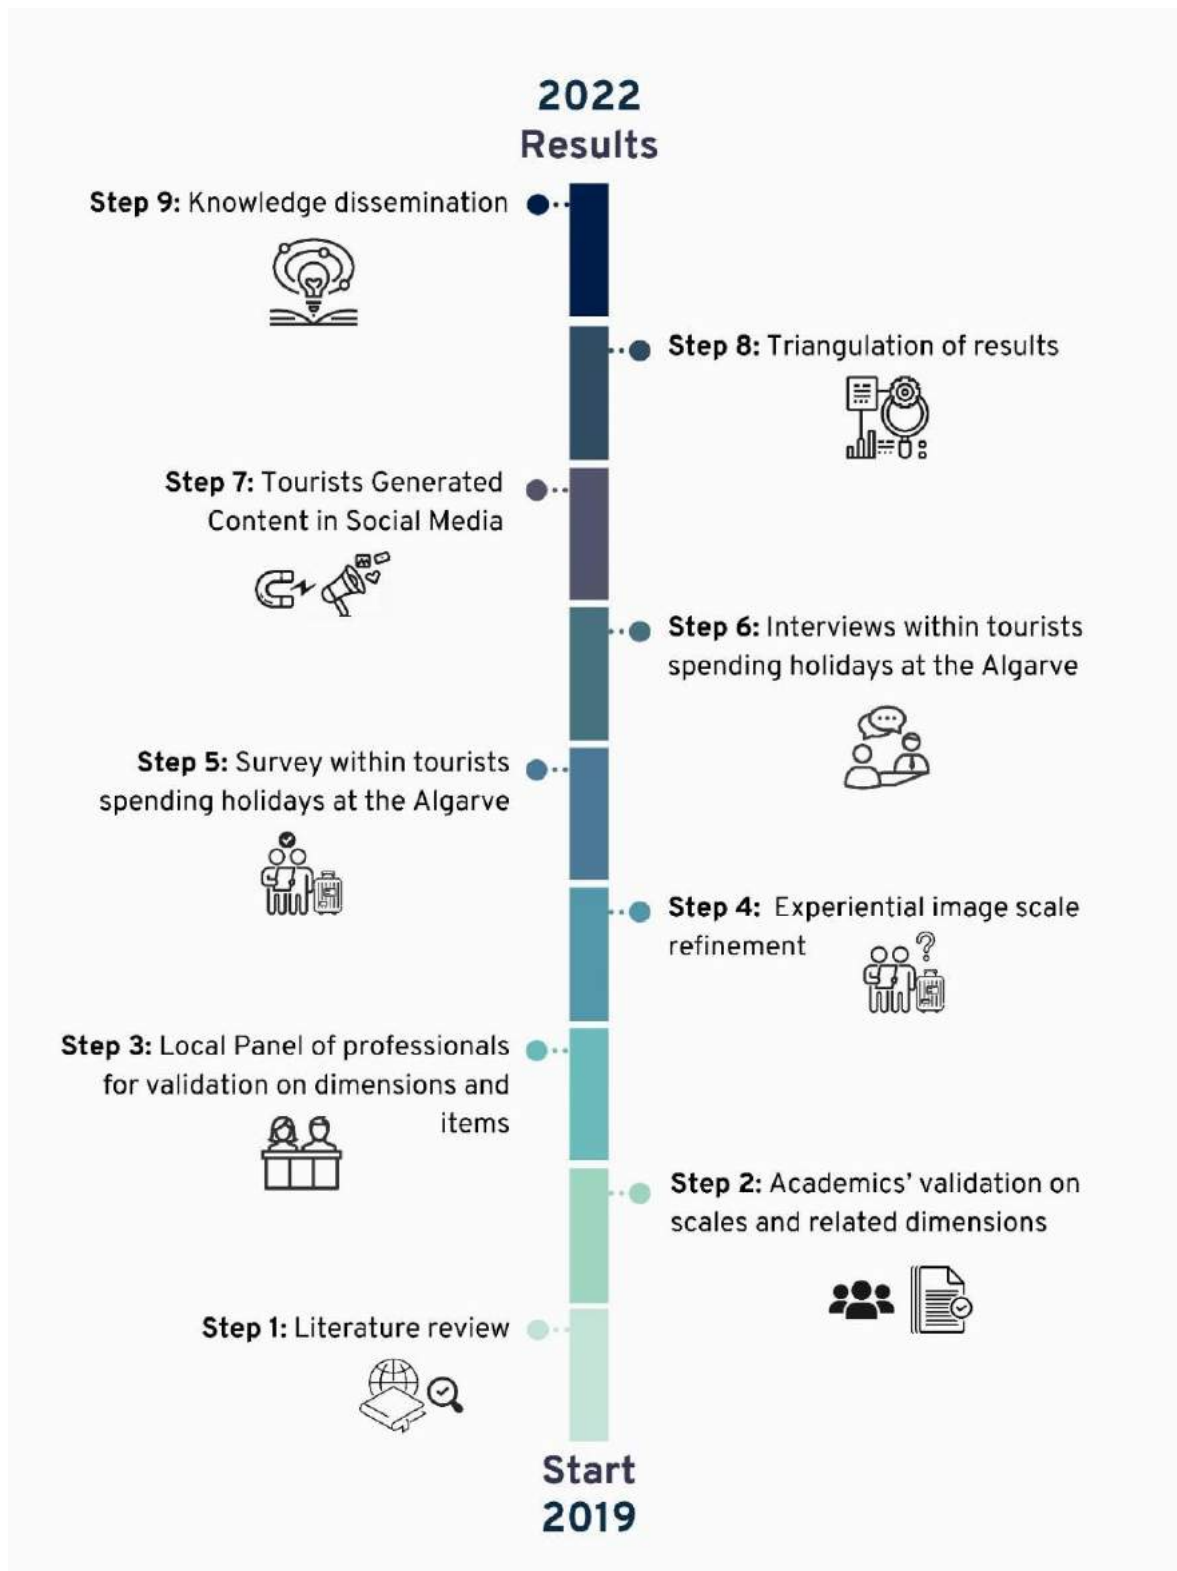 2022
Results
Step 9: Knowledge dissemination
Step 8: Triangulation of results
Step 7: Tourists Generated
Content in Social Media
Step 6: Interviews within tourists
spending holidays at the Algarve
Step 5: Survey within tourists
spending holidays at the Algarve
Step 4: Experiential image scale
refinement
Step 3: Local Panel of professionals
for validation on dimensions and
items
Step 2: Academics’ validation on
scales and related dimensions
Step 1: Literature review
Start
2019